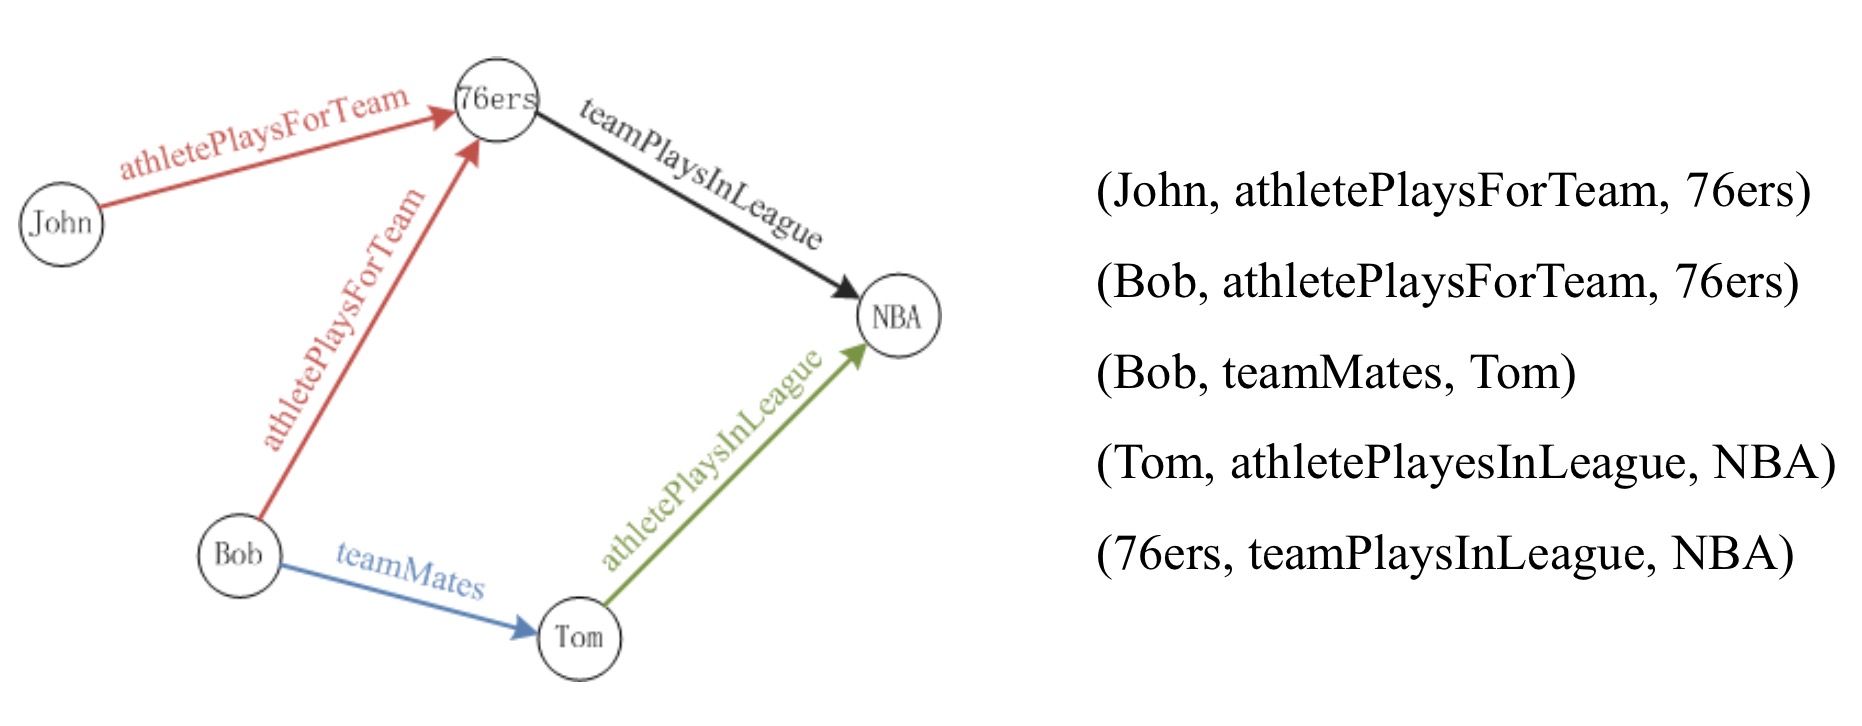 76ers
athletePlaysForTeam
teamPlaysInLeague
John
athletePlaysForTeam
NBA
athletePlaysInLeague
Bob
teamMates
Tom
(John, athletePlaysForTeam, 76ers)
(Bob, athletePlaysForTeam, 76ers)
(Bob, teamMates, Tom)
(Tom, athletePlayesInLeague, NBA)
(76ers, teamPlaysInLeague, NBA)